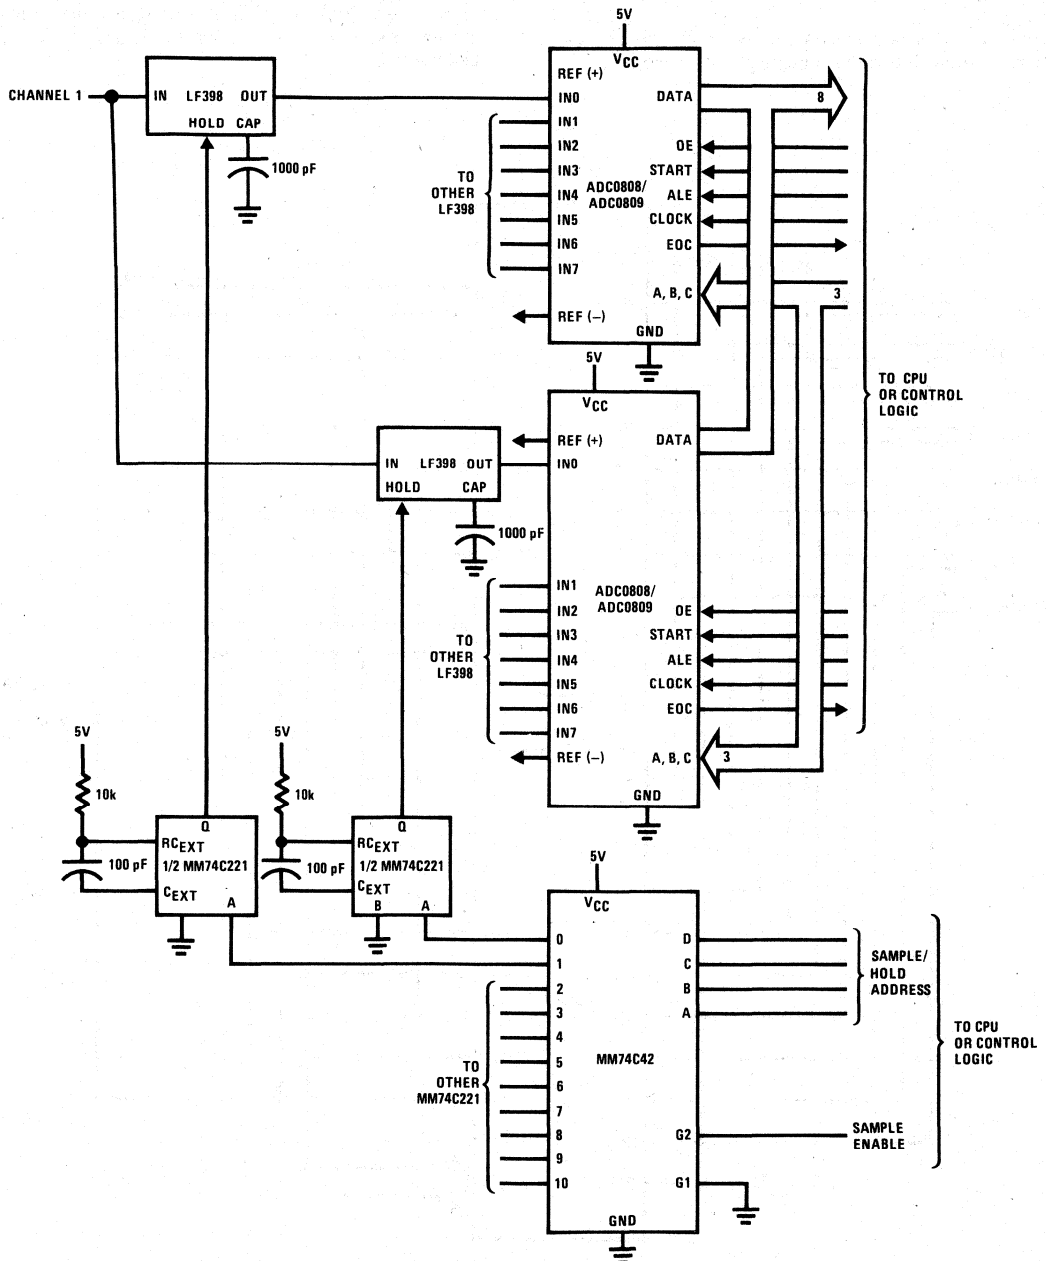 5V
VCC
REF (+)
CHANNEL 1
IN LF398 OUT
HOLD CAP
1000 pF
IN0
IN1
IN2
IN3
IN4
IN5
IN6
IN7
REF (−)
TO
OTHER
LF398
ADC0808/
ADC0809
DATA
8
OE
START
ALE
CLOCK
EOC
A, B, C
3
GND
TO CPU
OR CONTROL
LOGIC
5V
VCC
REF (+)
IN LF398 OUT
HOLD CAP
1000 pF
IN0
IN1
IN2
IN3
IN4
IN5
IN6
IN7
REF (−)
TO
OTHER
LF398
ADC0808/
ADC0809
DATA
OE
START
ALE
CLOCK
EOC
A, B, C
3
GND
5V
10k
100 pF
Q
RCEXT
1/2 MM74C221
CEXT
A
5V
10k
100 pF
Q
RCEXT
1/2 MM74C221
CEXT
B A
5V
VCC
0
1
2
3
4
5
6
7
8
9
10
TO
OTHER
MM74C221
MM74C42
D
C
B
A
G2
G1
GND
SAMPLE/
HOLD
ADDRESS
SAMPLE
ENABLE
TO CPU
OR CONTROL
LOGIC